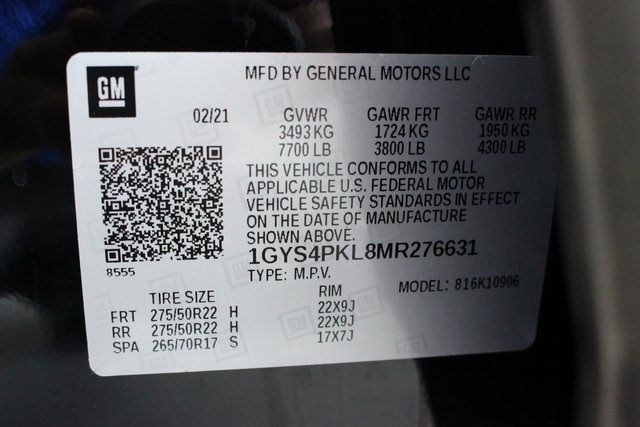 GM
MFD BY GENERAL MOTORS LLC
02/21 GVWR GAWR FRT GAWR RR
3493 KG 1724 KG 1950 KG
7700 LB 3800 LB 4300 LB
THIS VEHICLE CONFORMS TO ALL
APPLICABLE U.S. FEDERAL MOTOR
VEHICLE SAFETY STANDARDS IN EFFECT
ON THE DATE OF MANUFACTURE
SHOWN ABOVE.
1GYS4PKL8MR276631
8555
TYPE: M.P.V.
MODEL: 816K10906
TIRE SIZE RIM
FRT 275/50R22 H 22X9J
RR 275/50R22 H 22X9J
SPA 265/70R17 S 17X7J